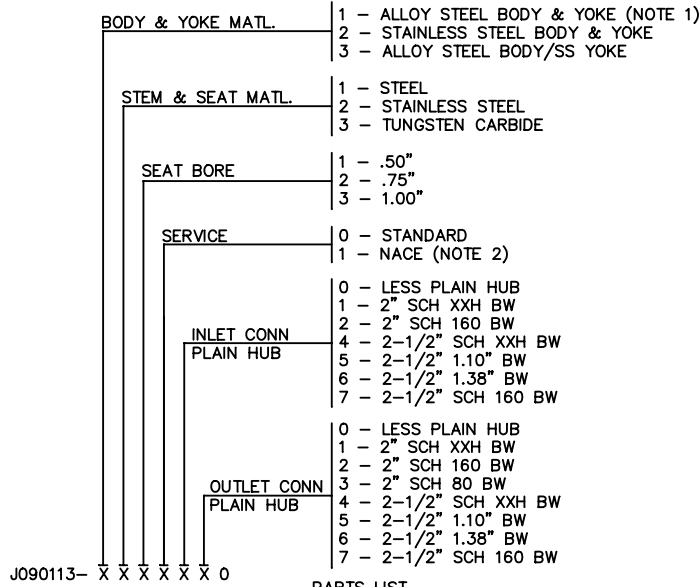 BODY & YOKE MATL.
1 – ALLOY STEEL BODY & YOKE (NOTE 1)
2 – STAINLESS STEEL BODY & YOKE
3 – ALLOY STEEL BODY/SS YOKE
STEM & SEAT MATL.
1 – STEEL
2 – STAINLESS STEEL
3 – TUNGSTEN CARBIDE
SEAT BORE
1 – .50"
2 – .75"
3 – 1.00"
SERVICE
0 – STANDARD
1 – NACE (NOTE 2)
INLET CONN
PLAIN HUB
0 – LESS PLAIN HUB
1 – 2" SCH XXH BW
2 – 2" SCH 160 BW
4 – 2–1/2" SCH XXH BW
5 – 2–1/2" 1.10" BW
6 – 2–1/2" 1.38" BW
7 – 2–1/2" SCH 160 BW
OUTLET CONN
PLAIN HUB
0 – LESS PLAIN HUB
1 – 2" SCH XXH BW
2 – 2" SCH 160 BW
3 – 2" SCH 80 BW
4 – 2–1/2" SCH XXH BW
5 – 2–1/2" 1.10" BW
6 – 2–1/2" 1.38" BW
7 – 2–1/2" SCH 160 BW
J090113– X X X X X X 0
PARTS LIST